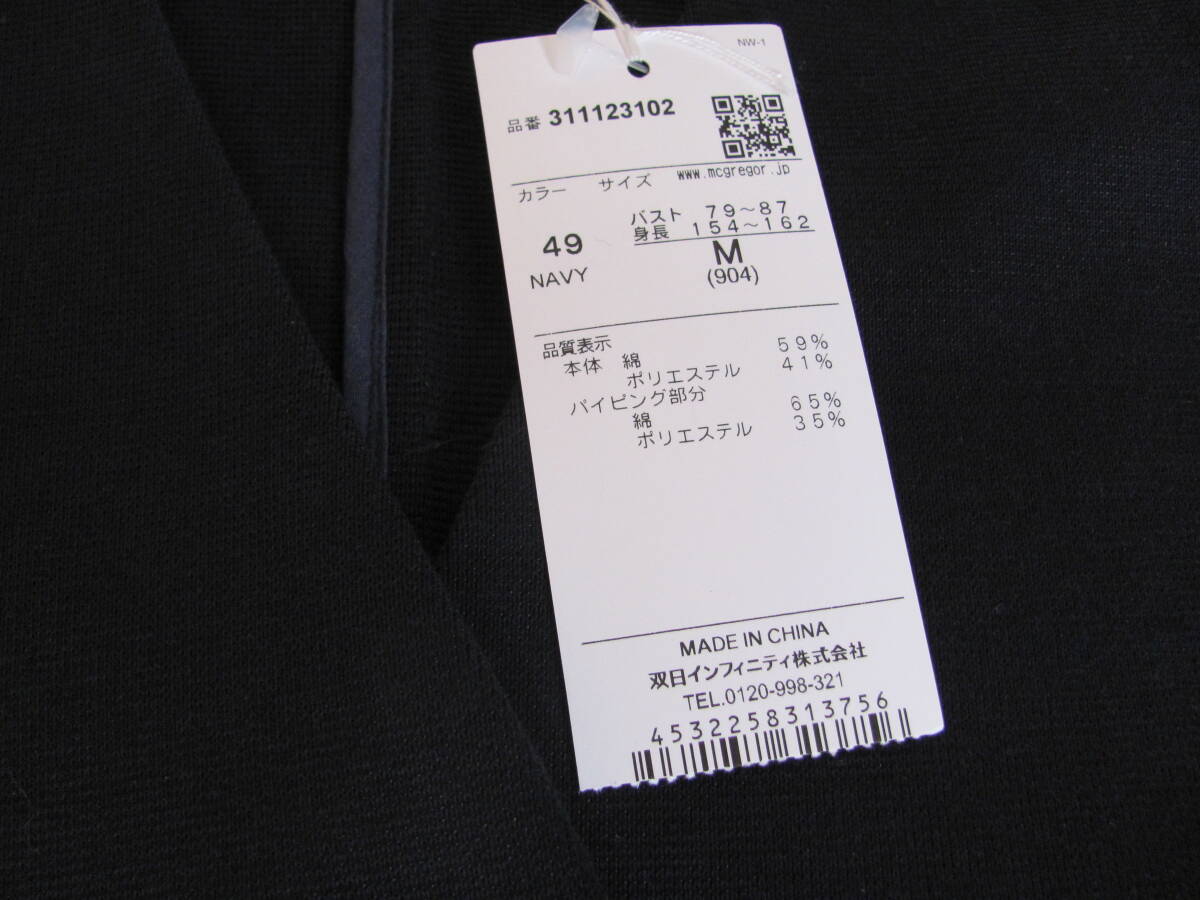 NW-1
品番 311123102
www.mcgregor.jp
カラー サイズ
バスト 79～87
身長 154～162
49 M
NAVY (904)
品質表示
本体 綿 59%
ポリエステル 41%
パイピング部分
綿 65%
ポリエステル 35%
MADE IN CHINA
双日インフィニティ株式会社
TEL.0120-998-321
4532258313756